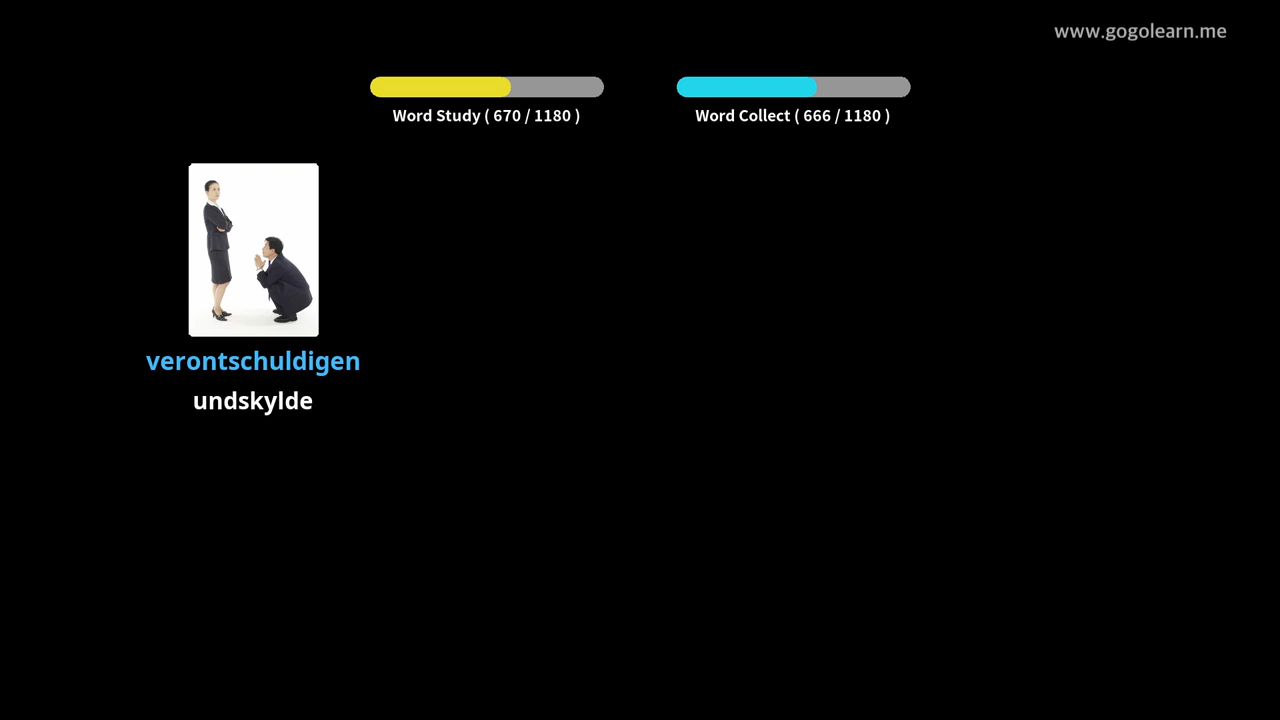 www.gogolearn.me
Word Study ( 670 / 1180 )
Word Collect ( 666 / 1180 )
verontschuldigen
undskylde